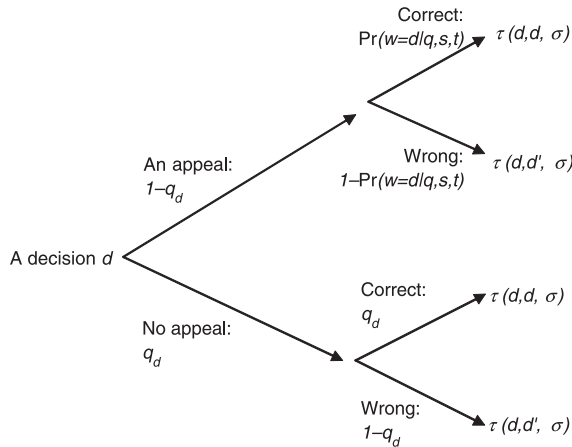 Correct:
Pr(w=d|q,s,t)
τ (d,d, σ)
Wrong:
1–Pr(w=d|q,s,t)
τ (d,d', σ)
An appeal:
1–q_d
A decision d
No appeal:
q_d
Correct:
q_d
τ (d,d, σ)
Wrong:
1–q_d
τ (d,d', σ)